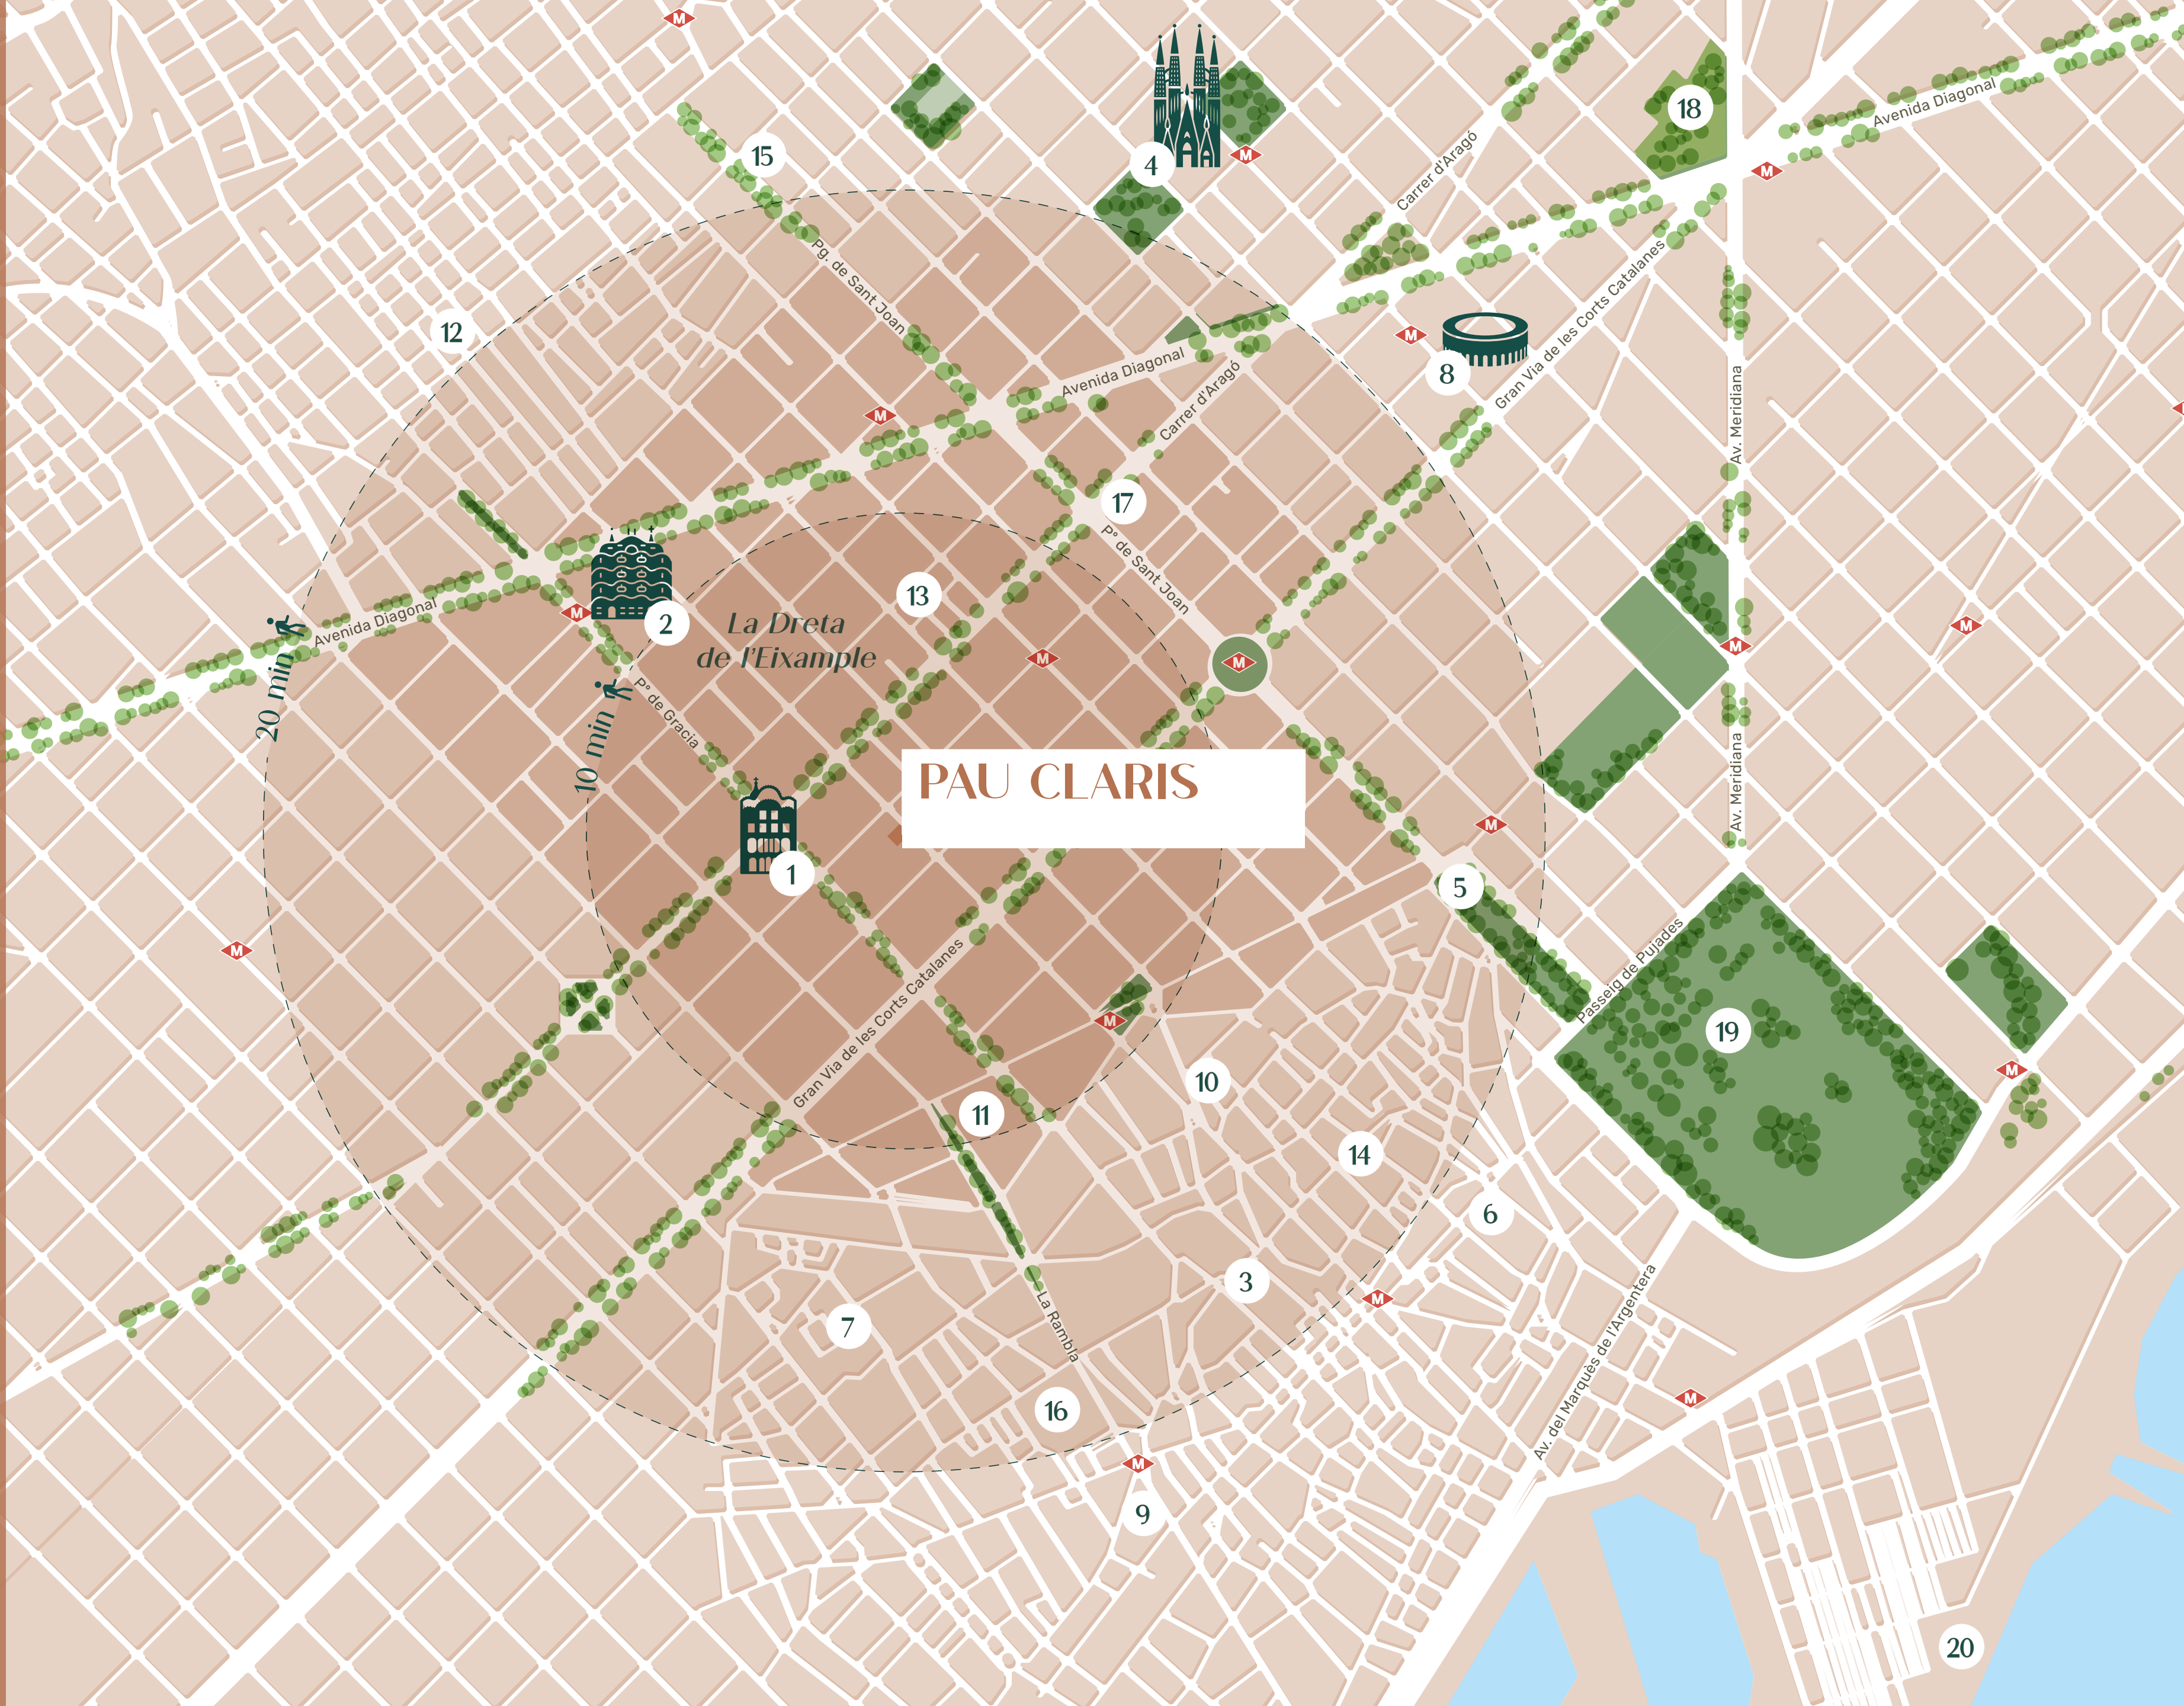 M
18
Avenida Diagonal
15
4
M
M
Carrer d'Aragó
Pg. de Sant Joan
12
M
8
Gran Via de les Corts Catalanes
Avenida Diagonal
Carrer d'Aragó
M
Av. Meridiana
17
Pº de Sant Joan
13
M
2
La Dreta
de l'Eixample
Avenida Diagonal
M
M
M
M
20 min
10 min
Pº de Gracia
PAU CLARIS
Av. Meridiana
M
1
5
M
Gran Via de les Corts Catalanes
Passeig de Pujades
M
19
M
10
11
14
6
3
M
La Rambla
7
Av. del Marquès de l'Argentera
16
M
M
9
20